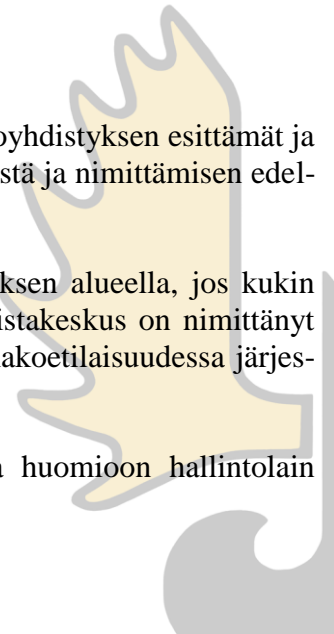 oyhdistyksen esittämät ja
stä ja nimittämisen edel-
ksen alueella, jos kukin
istakeskus on nimittänyt
akoetilaisuudessa järjes-
a huomioon hallintolain